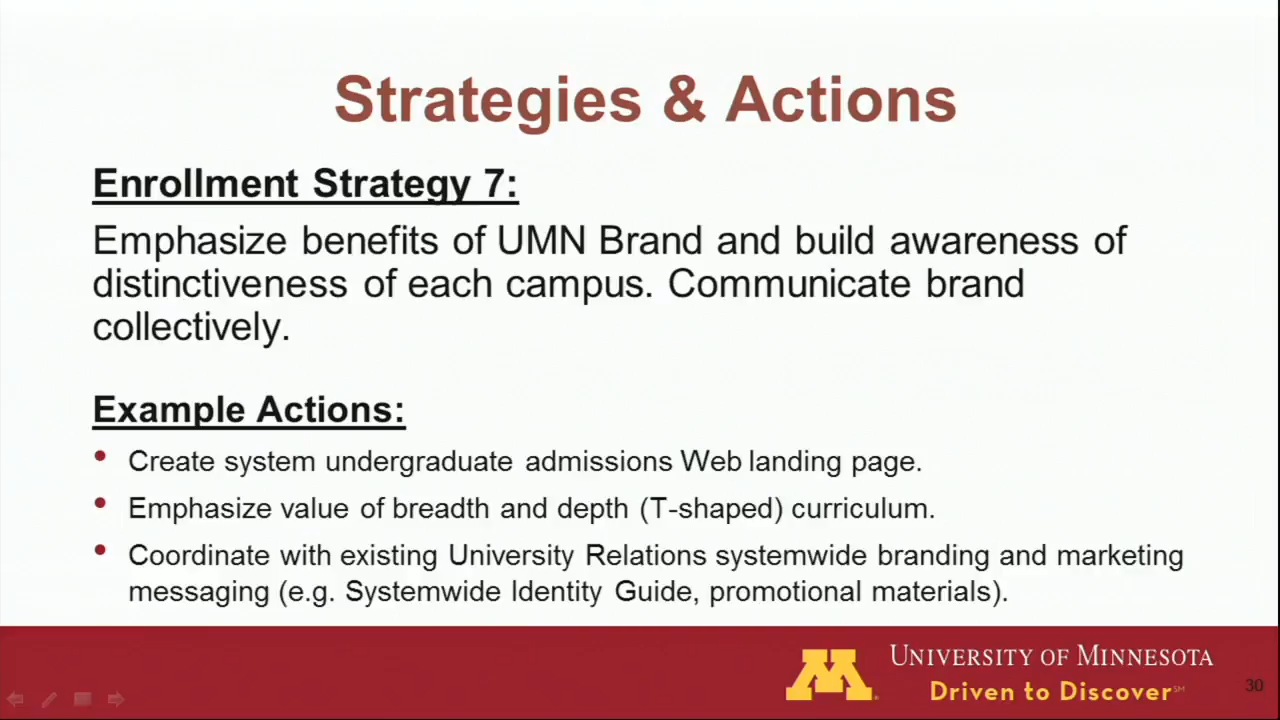 Strategies & Actions
Enrollment Strategy 7:
Emphasize benefits of UMN Brand and build awareness of
distinctiveness of each campus. Communicate brand
collectively.
Example Actions:
• Create system undergraduate admissions Web landing page.
• Emphasize value of breadth and depth (T-shaped) curriculum.
• Coordinate with existing University Relations systemwide branding and marketing
messaging (e.g. Systemwide Identity Guide, promotional materials).
M
UNIVERSITY OF MINNESOTA
Driven to Discover℠
30